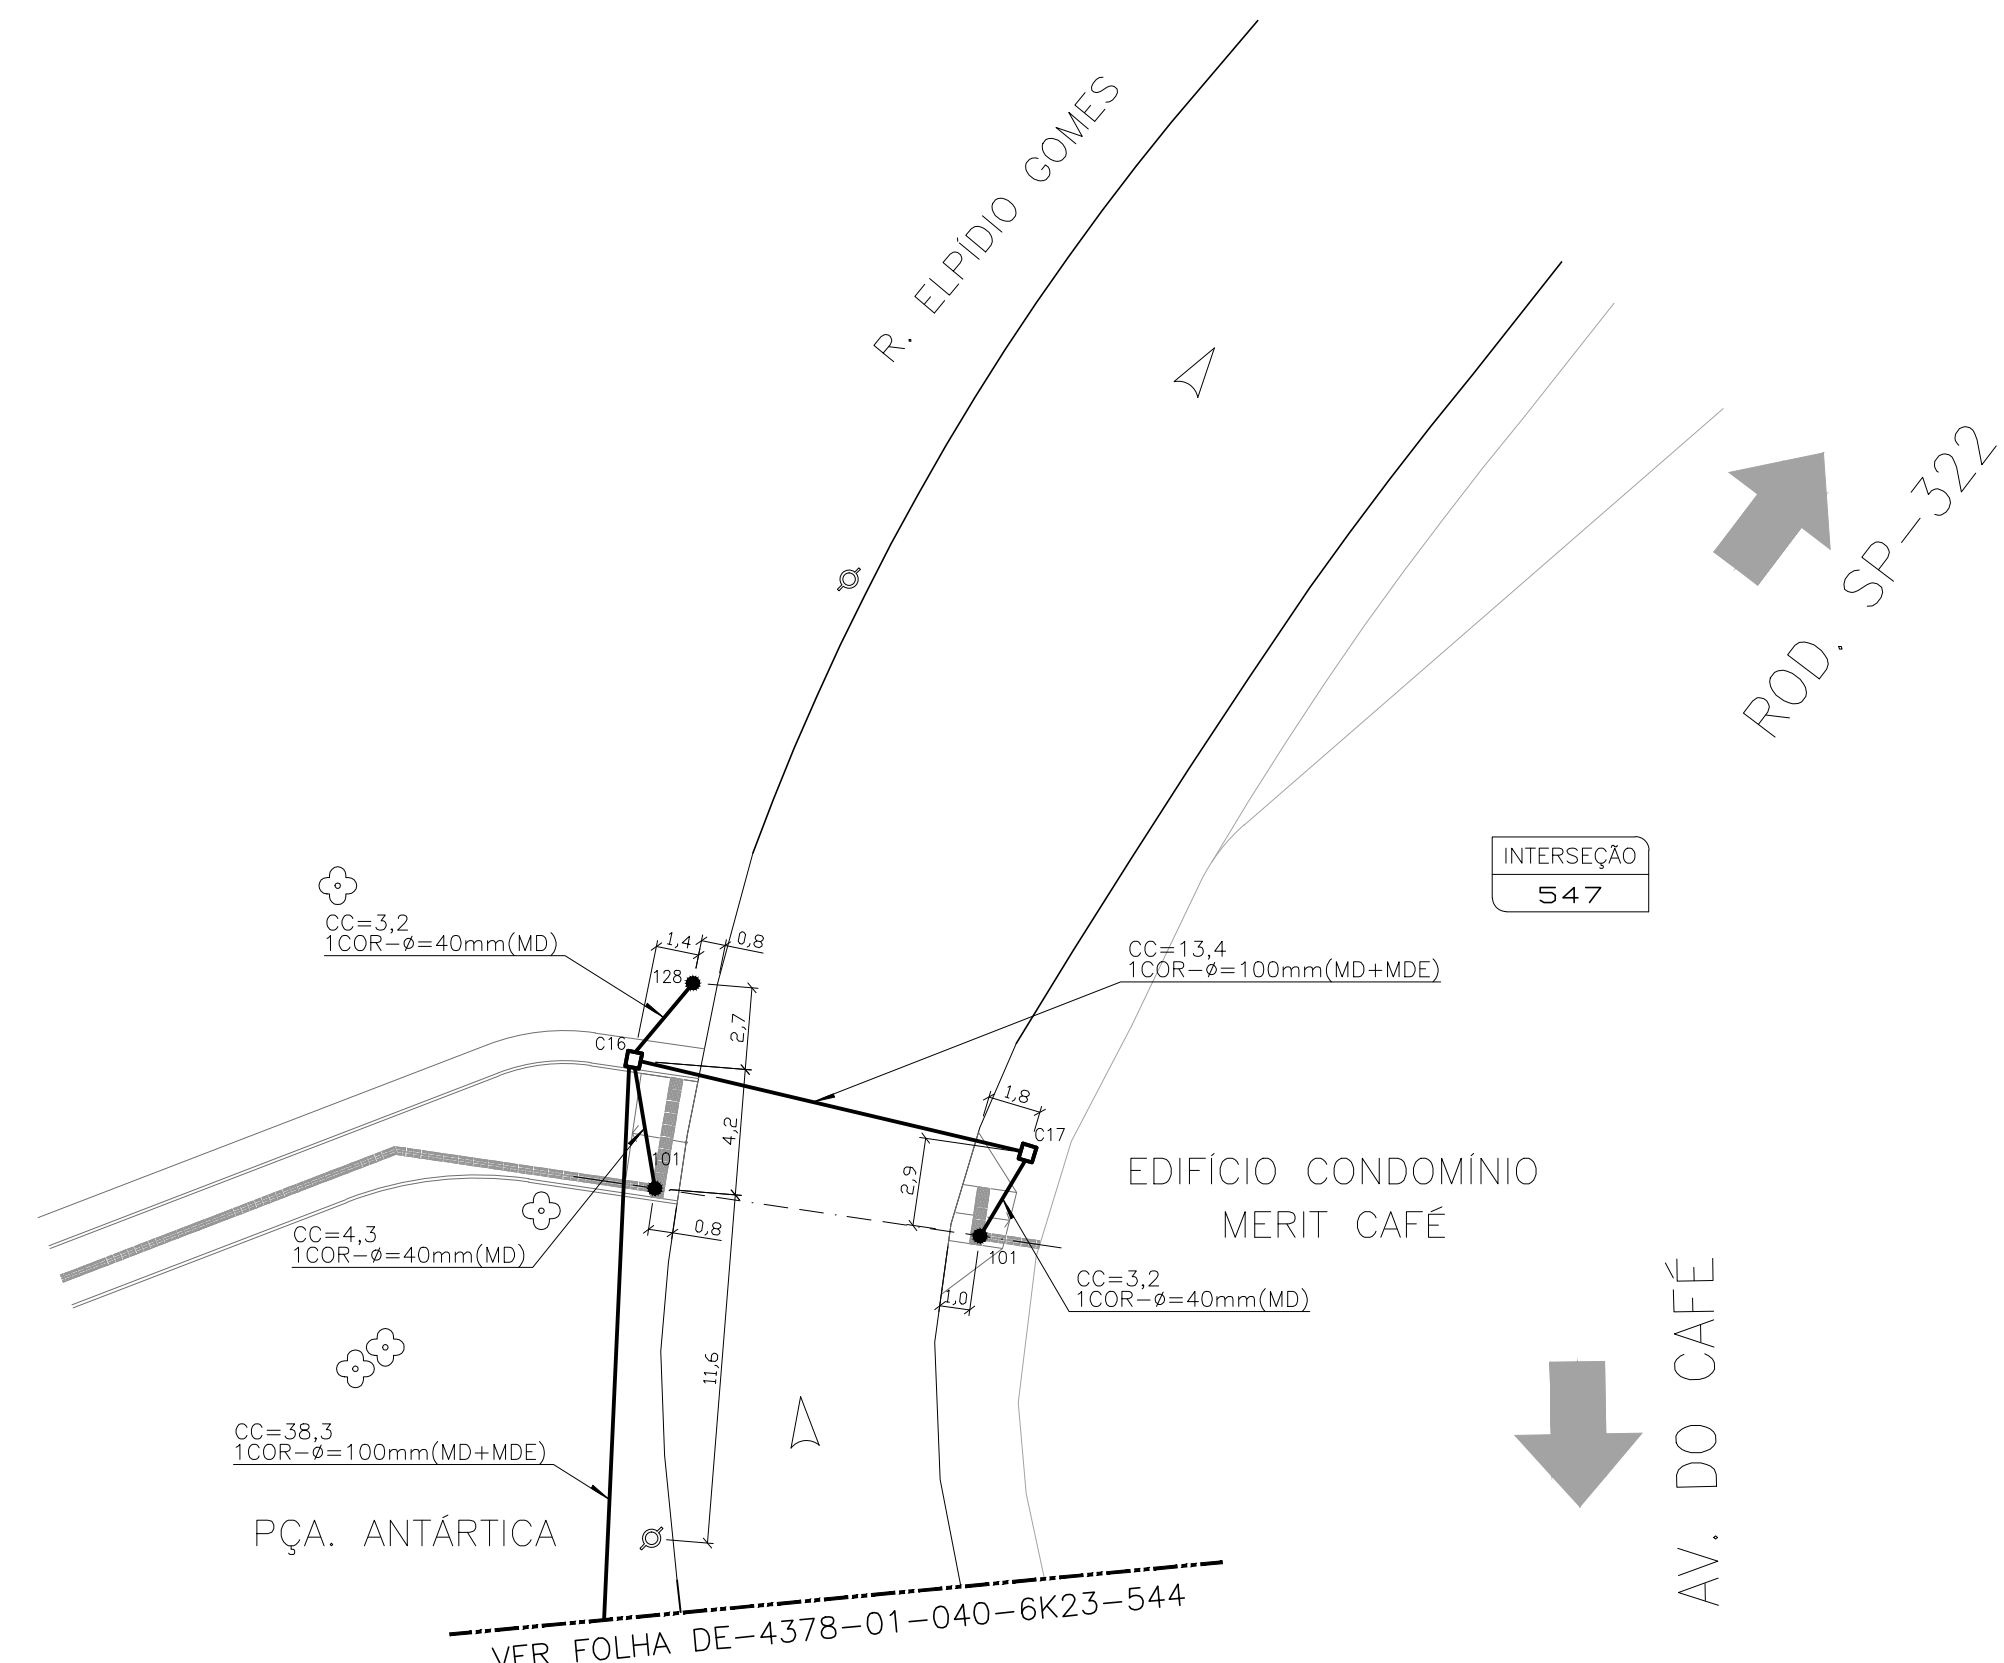 R. ELPÍDIO GOMES
ROD. SP-322
INTERSEÇÃO
547
CC=3,2
1COR-ø=40mm(MD)
1,4
0,8
128
CC=13,4
1COR-ø=100mm(MD+MDE)
2,7
C16
1,8
C17
4,2
101
2,9
EDIFÍCIO CONDOMÍNIO
MERIT CAFÉ
CC=4,3
1COR-ø=40mm(MD)
0,8
101
CC=3,2
1COR-ø=40mm(MD)
1,0
11,6
AV. DO CAFÉ
CC=38,3
1COR-ø=100mm(MD+MDE)
PÇA. ANTÁRTICA
VER FOLHA DE-4378-01-040-6K23-544